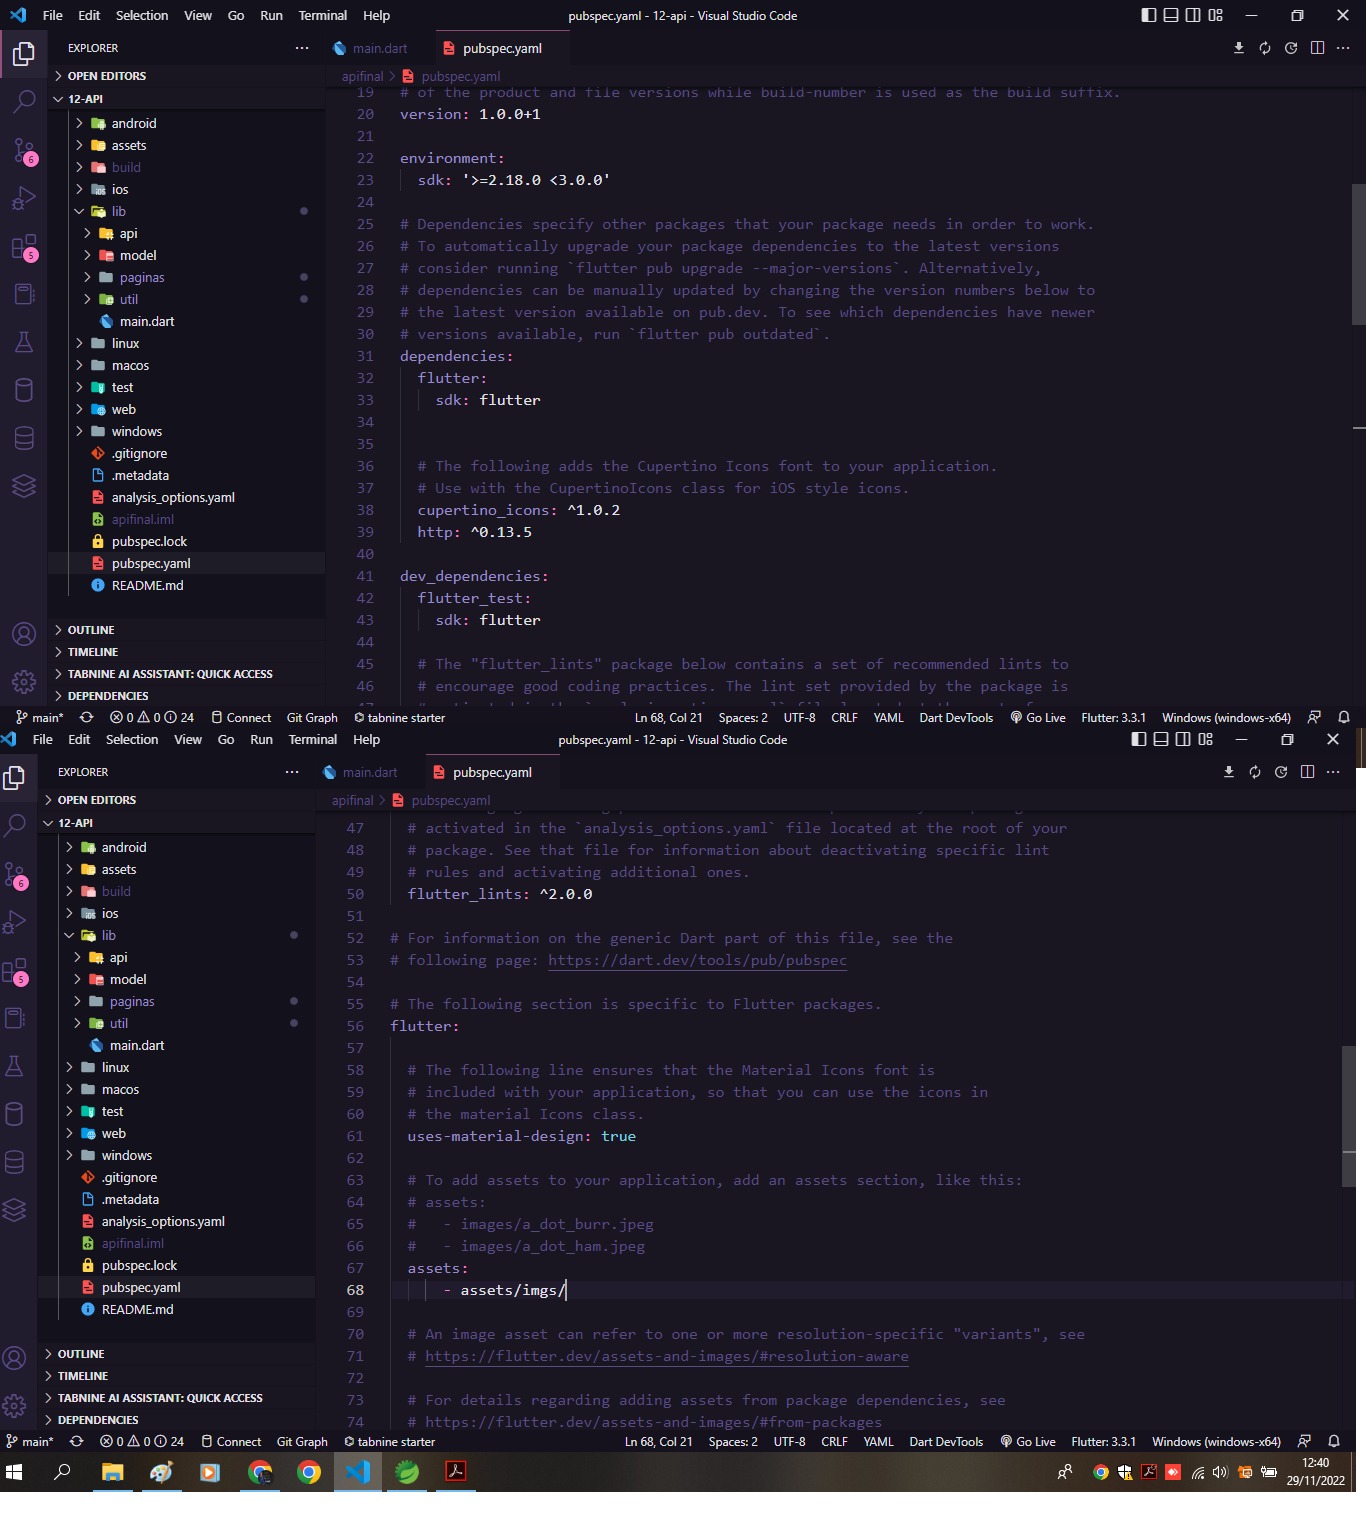 File Edit Selection View Go Run Terminal Help pubspec.yaml - 12-api - Visual Studio Code
EXPLORER main.dart pubspec.yaml
OPEN EDITORS apifinal pubspec.yaml
12-API
android
assets
build
ios
lib
api
model
paginas
util
main.dart
linux
macos
test
web
windows
.gitignore
.metadata
analysis_options.yaml
apifinal.iml
pubspec.lock
pubspec.yaml
README.md
OUTLINE
TIMELINE
TABNINE AI ASSISTANT: QUICK ACCESS
DEPENDENCIES
6
5
19 # of the product and file versions while build-number is used as the build suffix.
20 version: 1.0.0+1
21
22 environment:
23 sdk: '>=2.18.0 <3.0.0'
24
25 # Dependencies specify other packages that your package needs in order to work.
26 # To automatically upgrade your package dependencies to the latest versions
27 # consider running `flutter pub upgrade --major-versions`. Alternatively,
28 # dependencies can be manually updated by changing the version numbers below to
29 # the latest version available on pub.dev. To see which dependencies have newer
30 # versions available, run `flutter pub outdated`.
31 dependencies:
32 flutter:
33 sdk: flutter
34
35
36 # The following adds the Cupertino Icons font to your application.
37 # Use with the CupertinoIcons class for iOS style icons.
38 cupertino_icons: ^1.0.2
39 http: ^0.13.5
40
41 dev_dependencies:
42 flutter_test:
43 sdk: flutter
44
45 # The "flutter_lints" package below contains a set of recommended lints to
46 # encourage good coding practices. The lint set provided by the package is
main* 0 0 24 Connect Git Graph tabnine starter Ln 68, Col 21 Spaces: 2 UTF-8 CRLF YAML Dart DevTools Go Live Flutter: 3.3.1 Windows (windows-x64)
File Edit Selection View Go Run Terminal Help pubspec.yaml - 12-api - Visual Studio Code
EXPLORER main.dart pubspec.yaml
OPEN EDITORS apifinal pubspec.yaml
12-API
android
assets
build
ios
lib
api
model
paginas
util
main.dart
linux
macos
test
web
windows
.gitignore
.metadata
analysis_options.yaml
apifinal.iml
pubspec.lock
pubspec.yaml
README.md
OUTLINE
TIMELINE
TABNINE AI ASSISTANT: QUICK ACCESS
DEPENDENCIES
6
5
47 # activated in the `analysis_options.yaml` file located at the root of your
48 # package. See that file for information about deactivating specific lint
49 # rules and activating additional ones.
50 flutter_lints: ^2.0.0
51
52 # For information on the generic Dart part of this file, see the
53 # following page: https://dart.dev/tools/pub/pubspec
54
55 # The following section is specific to Flutter packages.
56 flutter:
57
58 # The following line ensures that the Material Icons font is
59 # included with your application, so that you can use the icons in
60 # the material Icons class.
61 uses-material-design: true
62
63 # To add assets to your application, add an assets section, like this:
64 # assets:
65 # - images/a_dot_burr.jpeg
66 # - images/a_dot_ham.jpeg
67 assets:
68 - assets/imgs/
69
70 # An image asset can refer to one or more resolution-specific "variants", see
71 # https://flutter.dev/assets-and-images/#resolution-aware
72
73 # For details regarding adding assets from package dependencies, see
74 # https://flutter.dev/assets-and-images/#from-packages
main* 0 0 24 Connect Git Graph tabnine starter Ln 68, Col 21 Spaces: 2 UTF-8 CRLF YAML Dart DevTools Go Live Flutter: 3.3.1 Windows (windows-x64)
12:40
29/11/2022